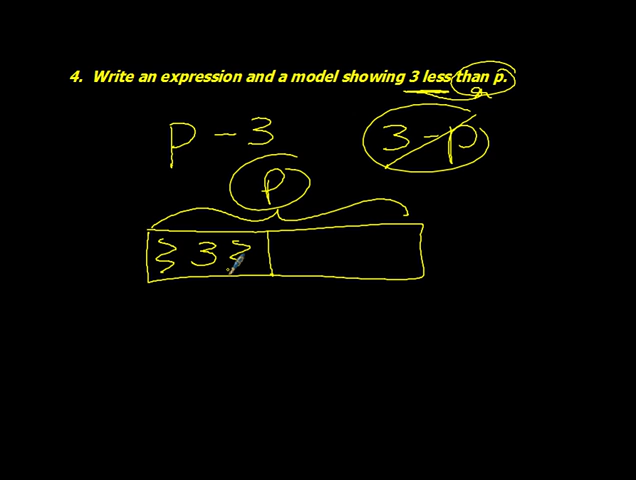 4. Write an expression and a model showing 3 less than p.
p - 3
3 - p
p
3